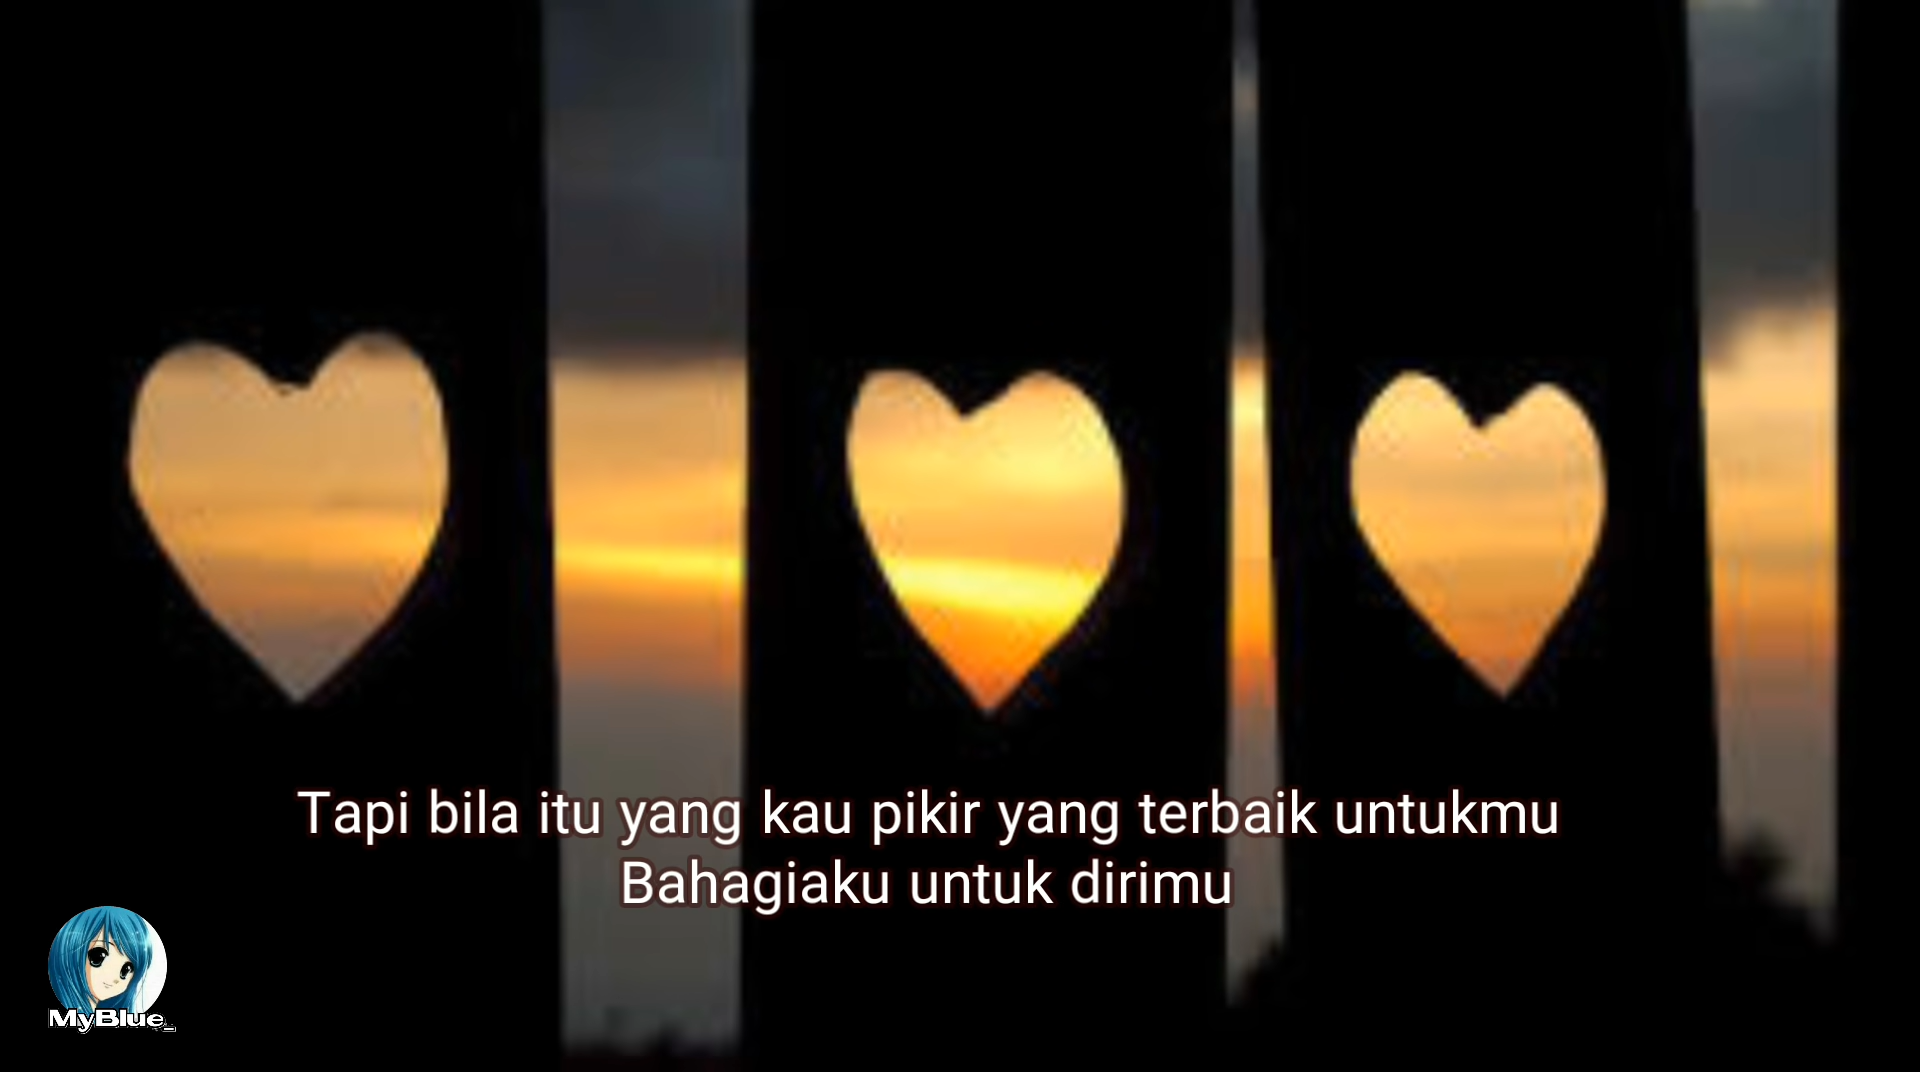 Tapi bila itu yang kau pikir yang terbaik untukmu
Bahagiaku untuk dirimu
MyBlue_